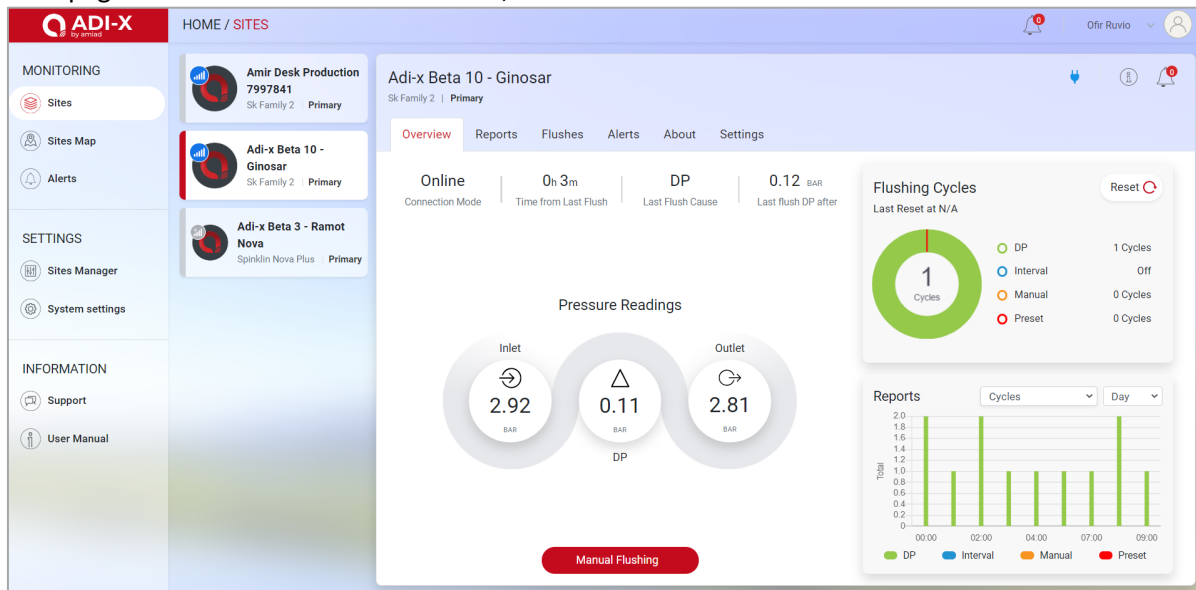 ADI-X
by amiad
HOME / SITES
0
Ofir Ruvio
MONITORING
Sites
Sites Map
Alerts
SETTINGS
Sites Manager
System settings
INFORMATION
Support
User Manual
Amir Desk Production
7997841
Sk Family 2 | Primary
Adi-x Beta 10 -
Ginosar
Sk Family 2 | Primary
Adi-x Beta 3 - Ramot
Nova
Spinklin Nova Plus | Primary
Adi-x Beta 10 - Ginosar
Sk Family 2 | Primary
0
Overview Reports Flushes Alerts About Settings
Online
Connection Mode
0h 3m
Time from Last Flush
DP
Last Flush Cause
0.12 BAR
Last flush DP after
Pressure Readings
Inlet
2.92
BAR
0.11
BAR
DP
Outlet
2.81
BAR
Manual Flushing
Flushing Cycles
Last Reset at N/A
Reset
1
Cycles
DP 1 Cycles
Interval Off
Manual 0 Cycles
Preset 0 Cycles
Reports
Cycles
Day
Total
2.0
1.8
1.6
1.4
1.2
1.0
0.8
0.6
0.4
0.2
0
00:00 02:00 04:00 07:00 09:00
DP Interval Manual Preset